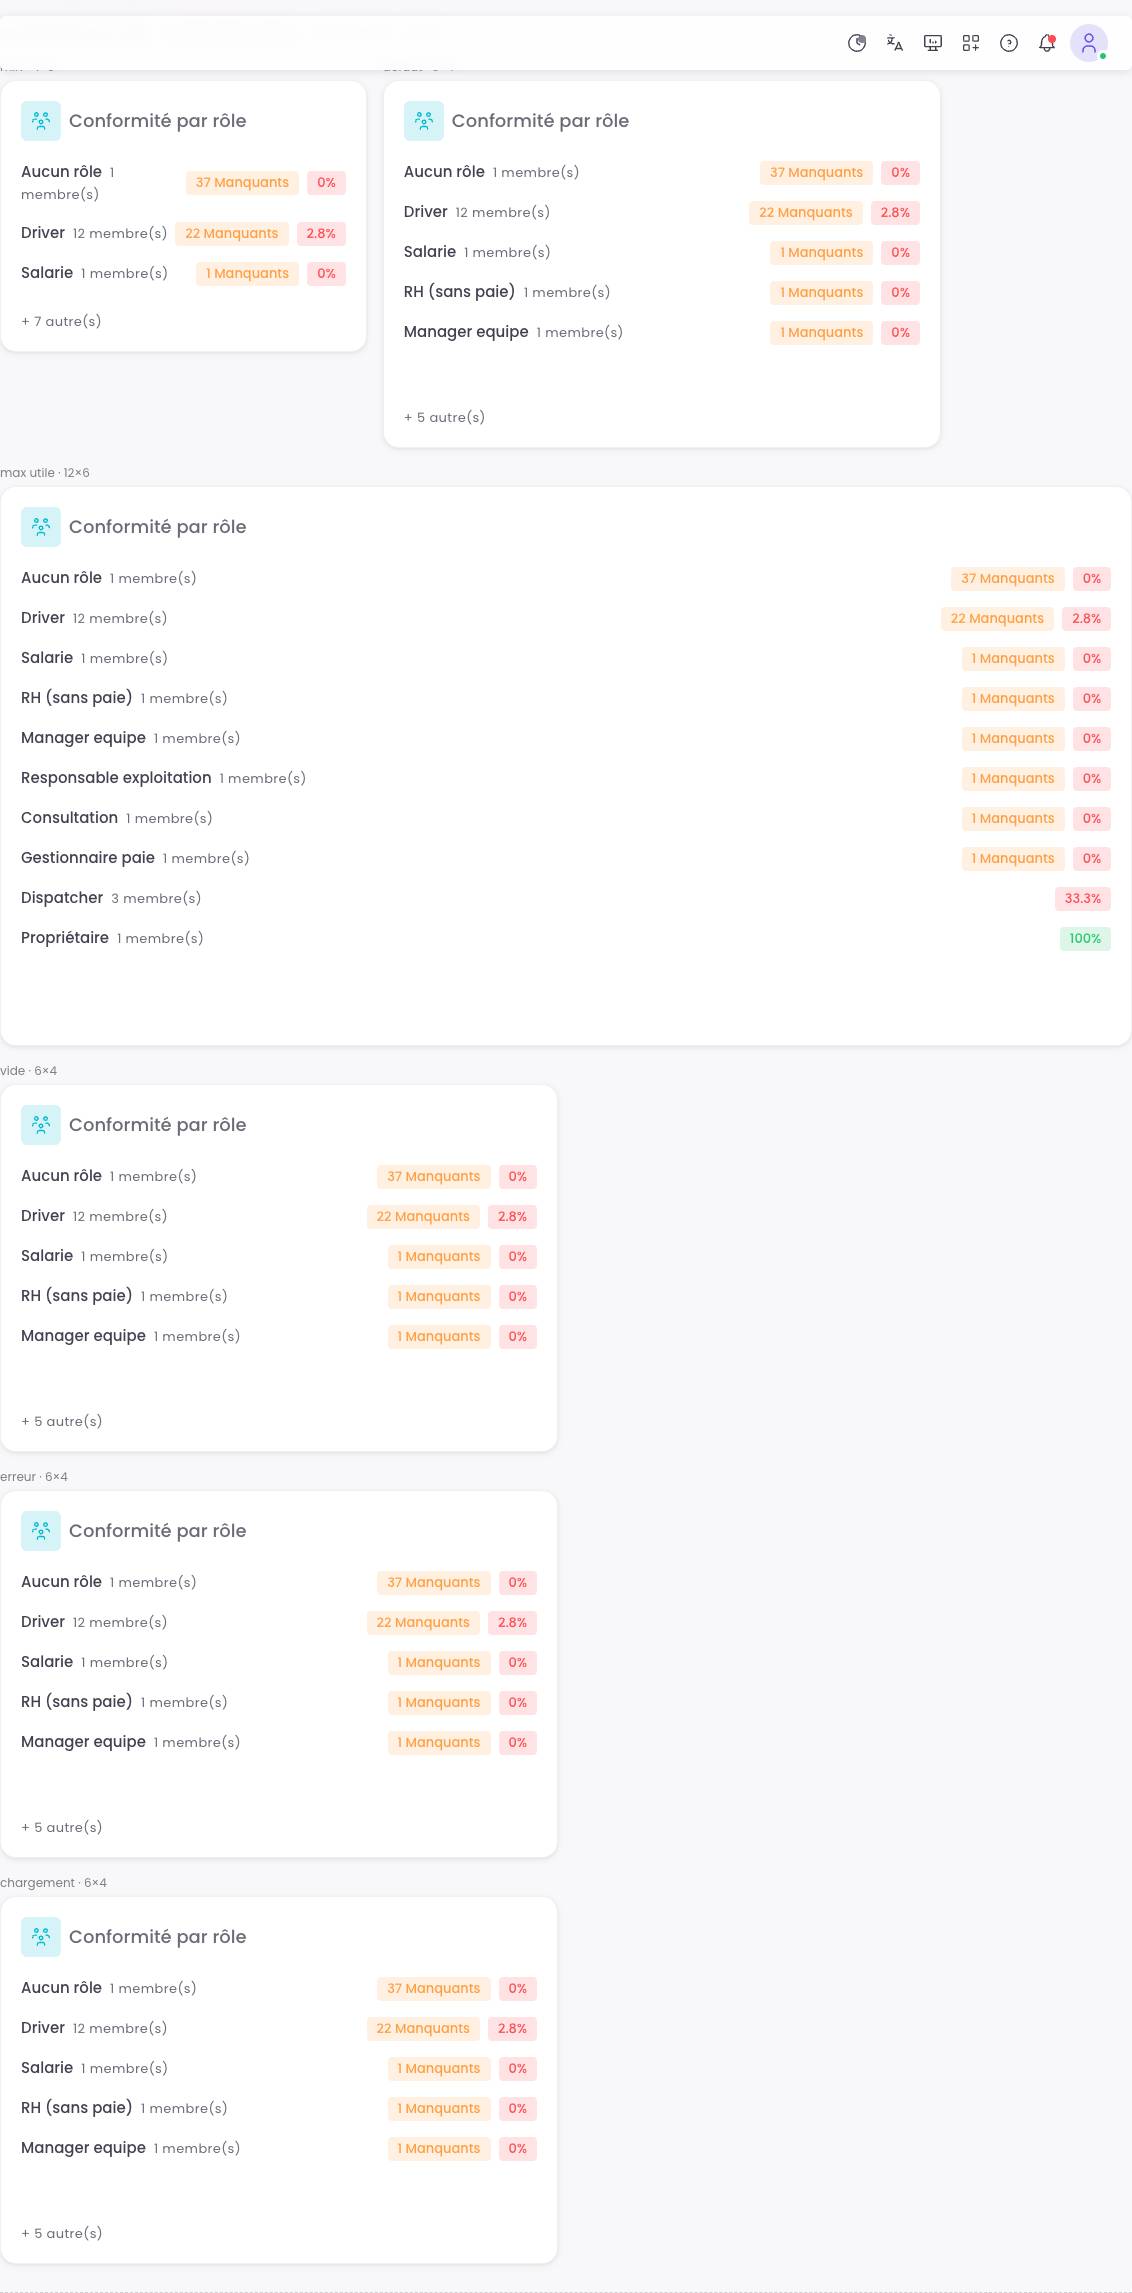 Conformité par rôle
Aucun rôle 1
membre(s)
37 Manquants 0%
Driver 12 membre(s) 22 Manquants 2.8%
Salarie 1 membre(s) 1 Manquants 0%
+ 7 autre(s)
Conformité par rôle
Aucun rôle 1 membre(s) 37 Manquants 0%
Driver 12 membre(s) 22 Manquants 2.8%
Salarie 1 membre(s) 1 Manquants 0%
RH (sans paie) 1 membre(s) 1 Manquants 0%
Manager equipe 1 membre(s) 1 Manquants 0%
+ 5 autre(s)
max utile · 12×6
Conformité par rôle
Aucun rôle 1 membre(s) 37 Manquants 0%
Driver 12 membre(s) 22 Manquants 2.8%
Salarie 1 membre(s) 1 Manquants 0%
RH (sans paie) 1 membre(s) 1 Manquants 0%
Manager equipe 1 membre(s) 1 Manquants 0%
Responsable exploitation 1 membre(s) 1 Manquants 0%
Consultation 1 membre(s) 1 Manquants 0%
Gestionnaire paie 1 membre(s) 1 Manquants 0%
Dispatcher 3 membre(s) 33.3%
Propriétaire 1 membre(s) 100%
vide · 6×4
Conformité par rôle
Aucun rôle 1 membre(s) 37 Manquants 0%
Driver 12 membre(s) 22 Manquants 2.8%
Salarie 1 membre(s) 1 Manquants 0%
RH (sans paie) 1 membre(s) 1 Manquants 0%
Manager equipe 1 membre(s) 1 Manquants 0%
+ 5 autre(s)
erreur · 6×4
Conformité par rôle
Aucun rôle 1 membre(s) 37 Manquants 0%
Driver 12 membre(s) 22 Manquants 2.8%
Salarie 1 membre(s) 1 Manquants 0%
RH (sans paie) 1 membre(s) 1 Manquants 0%
Manager equipe 1 membre(s) 1 Manquants 0%
+ 5 autre(s)
chargement · 6×4
Conformité par rôle
Aucun rôle 1 membre(s) 37 Manquants 0%
Driver 12 membre(s) 22 Manquants 2.8%
Salarie 1 membre(s) 1 Manquants 0%
RH (sans paie) 1 membre(s) 1 Manquants 0%
Manager equipe 1 membre(s) 1 Manquants 0%
+ 5 autre(s)